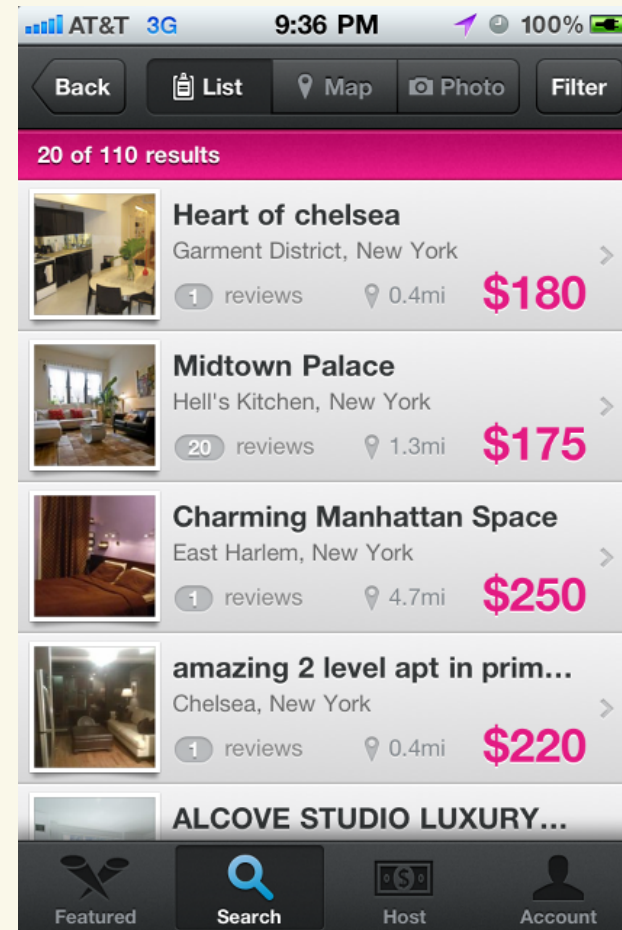 AT&T 3G 9:36 PM 100%
Back List Map Photo Filter
20 of 110 results
Heart of chelsea
Garment District, New York
1 reviews 0.4mi $180
Midtown Palace
Hell's Kitchen, New York
20 reviews 1.3mi $175
Charming Manhattan Space
East Harlem, New York
1 reviews 4.7mi $250
amazing 2 level apt in prim...
Chelsea, New York
1 reviews 0.4mi $220
ALCOVE STUDIO LUXURY...
Featured Search Host Account